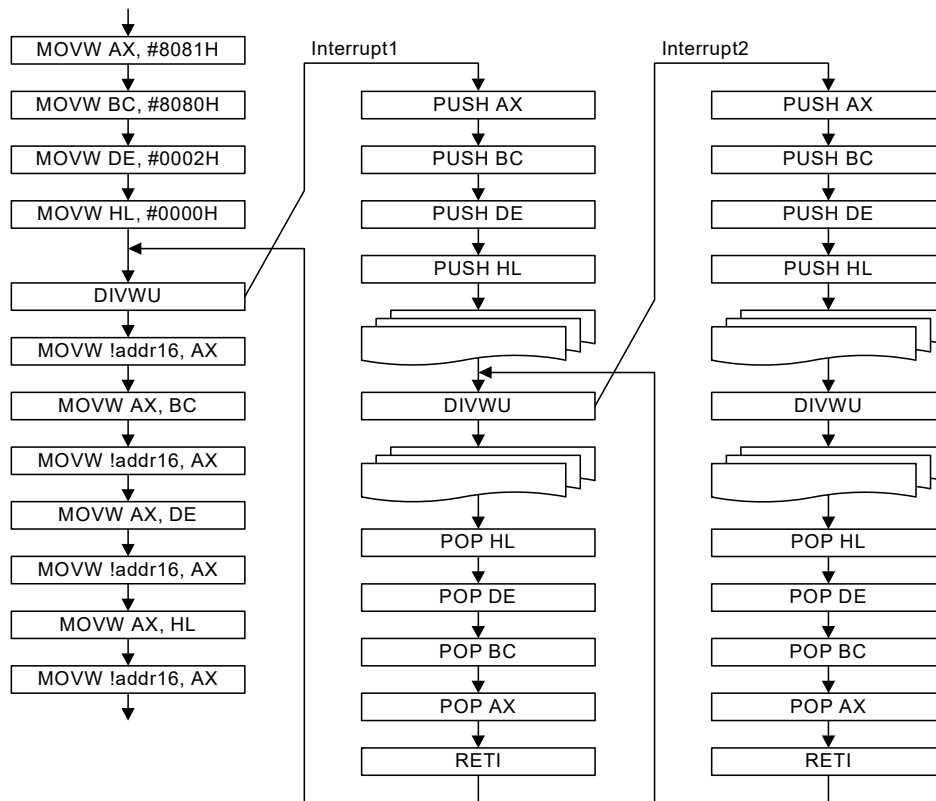 MOVW AX, #8081H
MOVW BC, #8080H
MOVW DE, #0002H
MOVW HL, #0000H
DIVWU
MOVW !addr16, AX
MOVW AX, BC
MOVW !addr16, AX
MOVW AX, DE
MOVW !addr16, AX
MOVW AX, HL
MOVW !addr16, AX
Interrupt1
PUSH AX
PUSH BC
PUSH DE
PUSH HL
DIVWU
POP HL
POP DE
POP BC
POP AX
RETI
Interrupt2
PUSH AX
PUSH BC
PUSH DE
PUSH HL
DIVWU
POP HL
POP DE
POP BC
POP AX
RETI